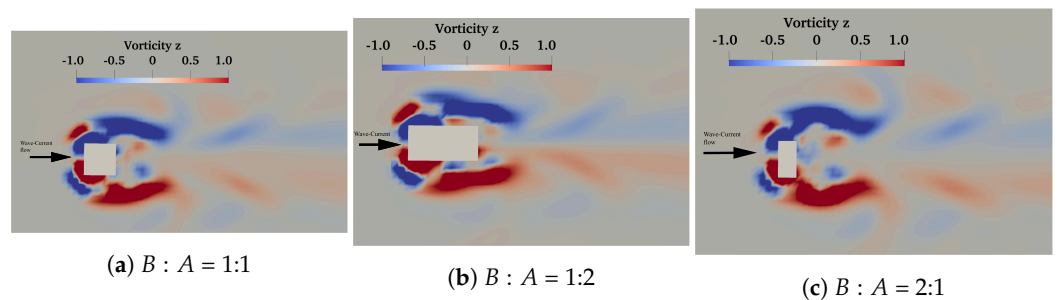 Vorticity z
-1.0 -0.5 0 0.5 1.0
Wave-Current
flow
(a) B : A = 1:1
Vorticity z
-1.0 -0.5 0 0.5 1.0
Wave-Current
(b) B : A = 1:2
Vorticity z
-1.0 -0.5 0 0.5 1.0
Wave-Current
flow
(c) B : A = 2:1